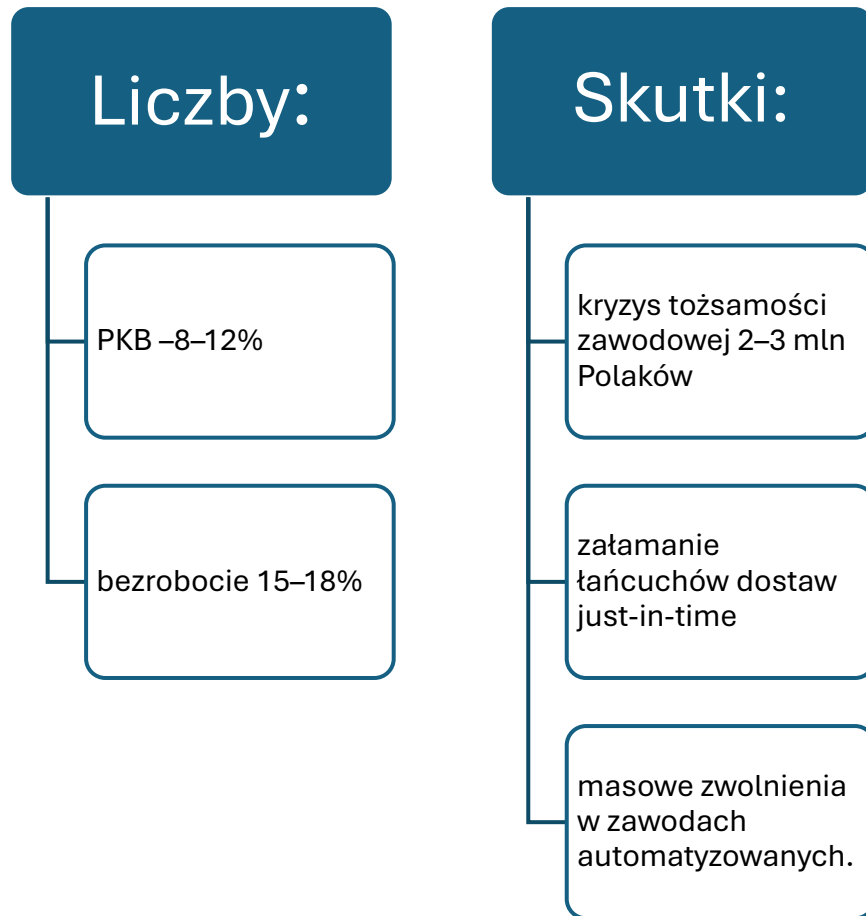 Liczby:
PKB –8–12%
bezrobocie 15–18%
Skutki:
kryzys tożsamości
zawodowej 2–3 mln
Polaków
załamanie
łańcuchów dostaw
just-in-time
masowe zwolnienia
w zawodach
automatyzowanych.